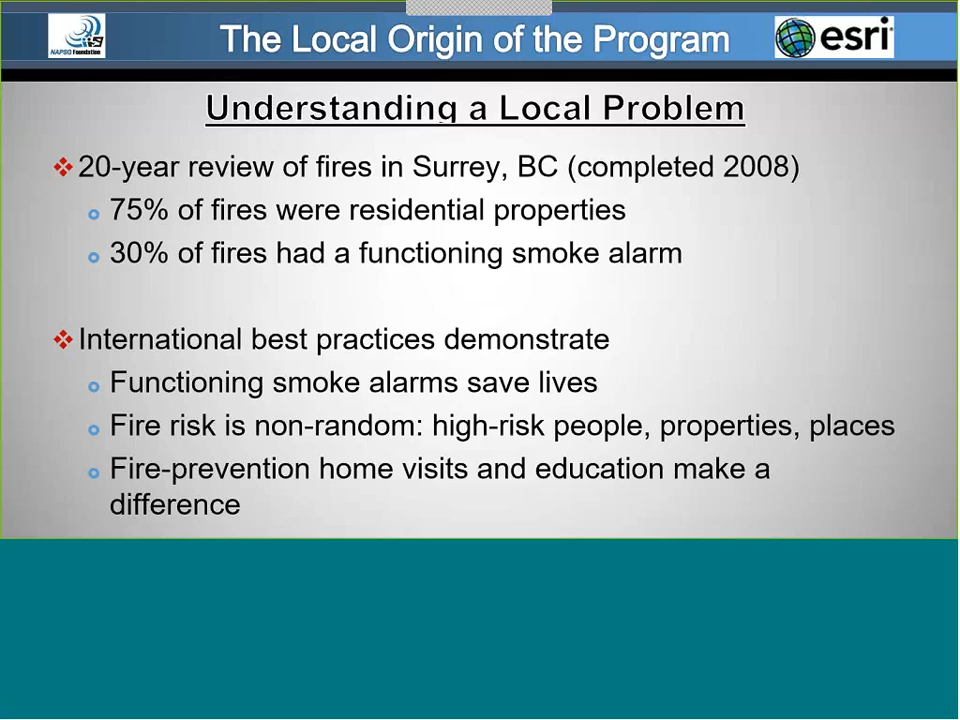 The Local Origin of the Program
NAPSG Foundation
esri
Understanding a Local Problem
20-year review of fires in Surrey, BC (completed 2008)
75% of fires were residential properties
30% of fires had a functioning smoke alarm
International best practices demonstrate
Functioning smoke alarms save lives
Fire risk is non-random: high-risk people, properties, places
Fire-prevention home visits and education make a
difference